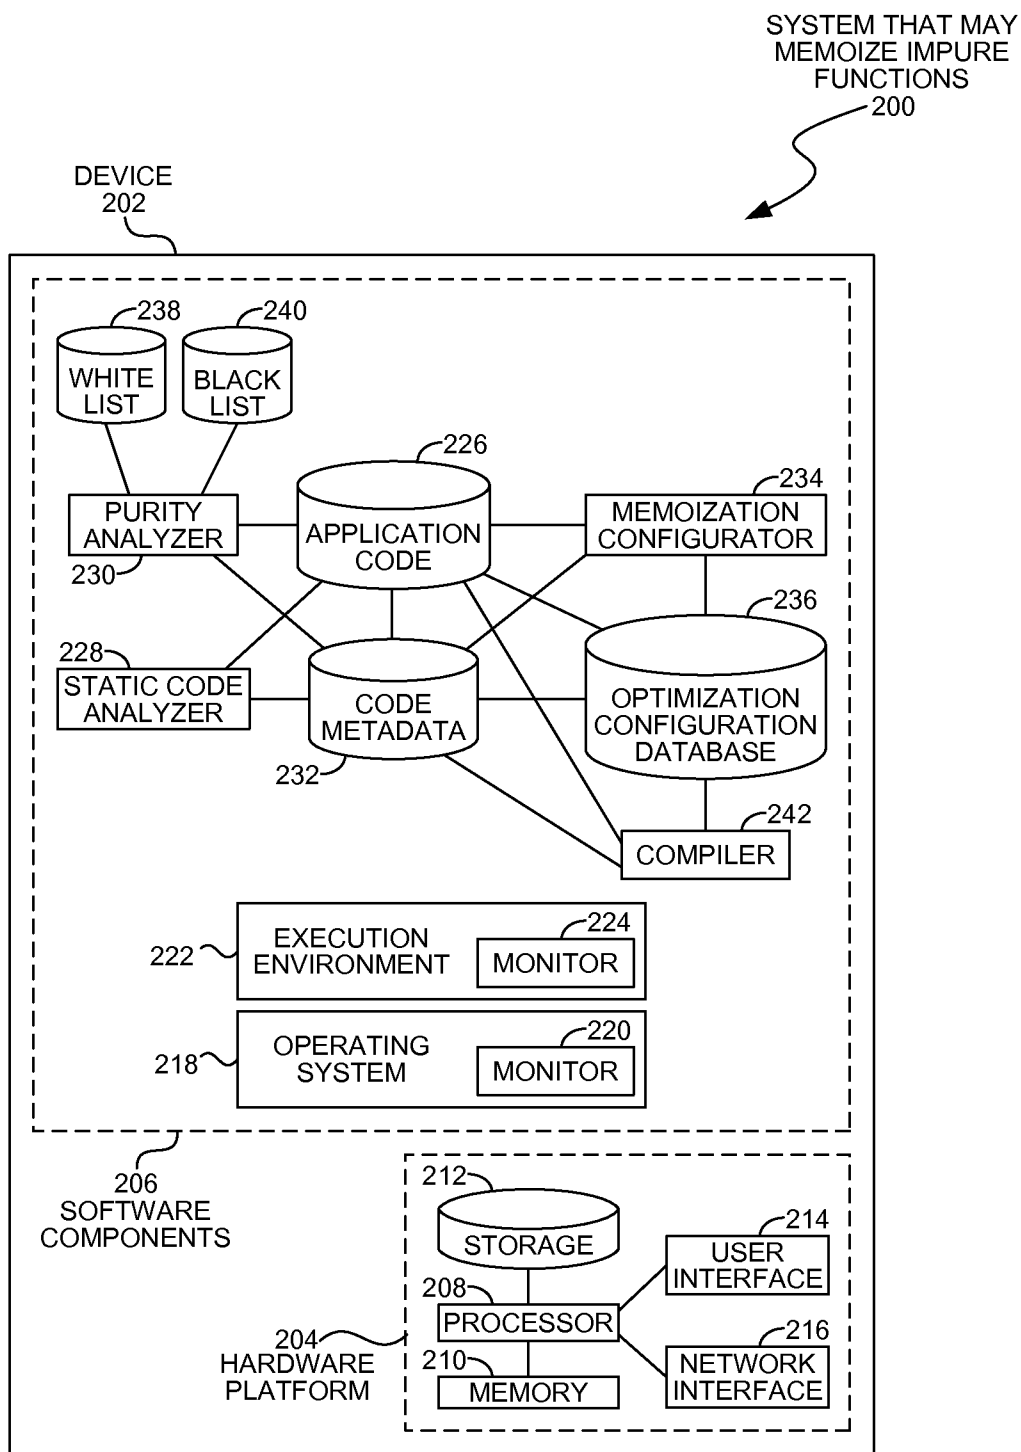 SYSTEM THAT MAY
MEMOIZE IMPURE
FUNCTIONS
200
DEVICE
202
238
240
WHITE
LIST
BLACK
LIST
226
234
PURITY
ANALYZER
APPLICATION
CODE
MEMOIZATION
CONFIGURATOR
230
236
228
STATIC CODE
ANALYZER
CODE
METADATA
OPTIMIZATION
CONFIGURATION
DATABASE
232
242
COMPILER
222
EXECUTION
ENVIRONMENT
224
MONITOR
218
OPERATING
SYSTEM
220
MONITOR
206
SOFTWARE
COMPONENTS
212
STORAGE
214
USER
INTERFACE
208
PROCESSOR
204
HARDWARE
PLATFORM
210
MEMORY
216
NETWORK
INTERFACE